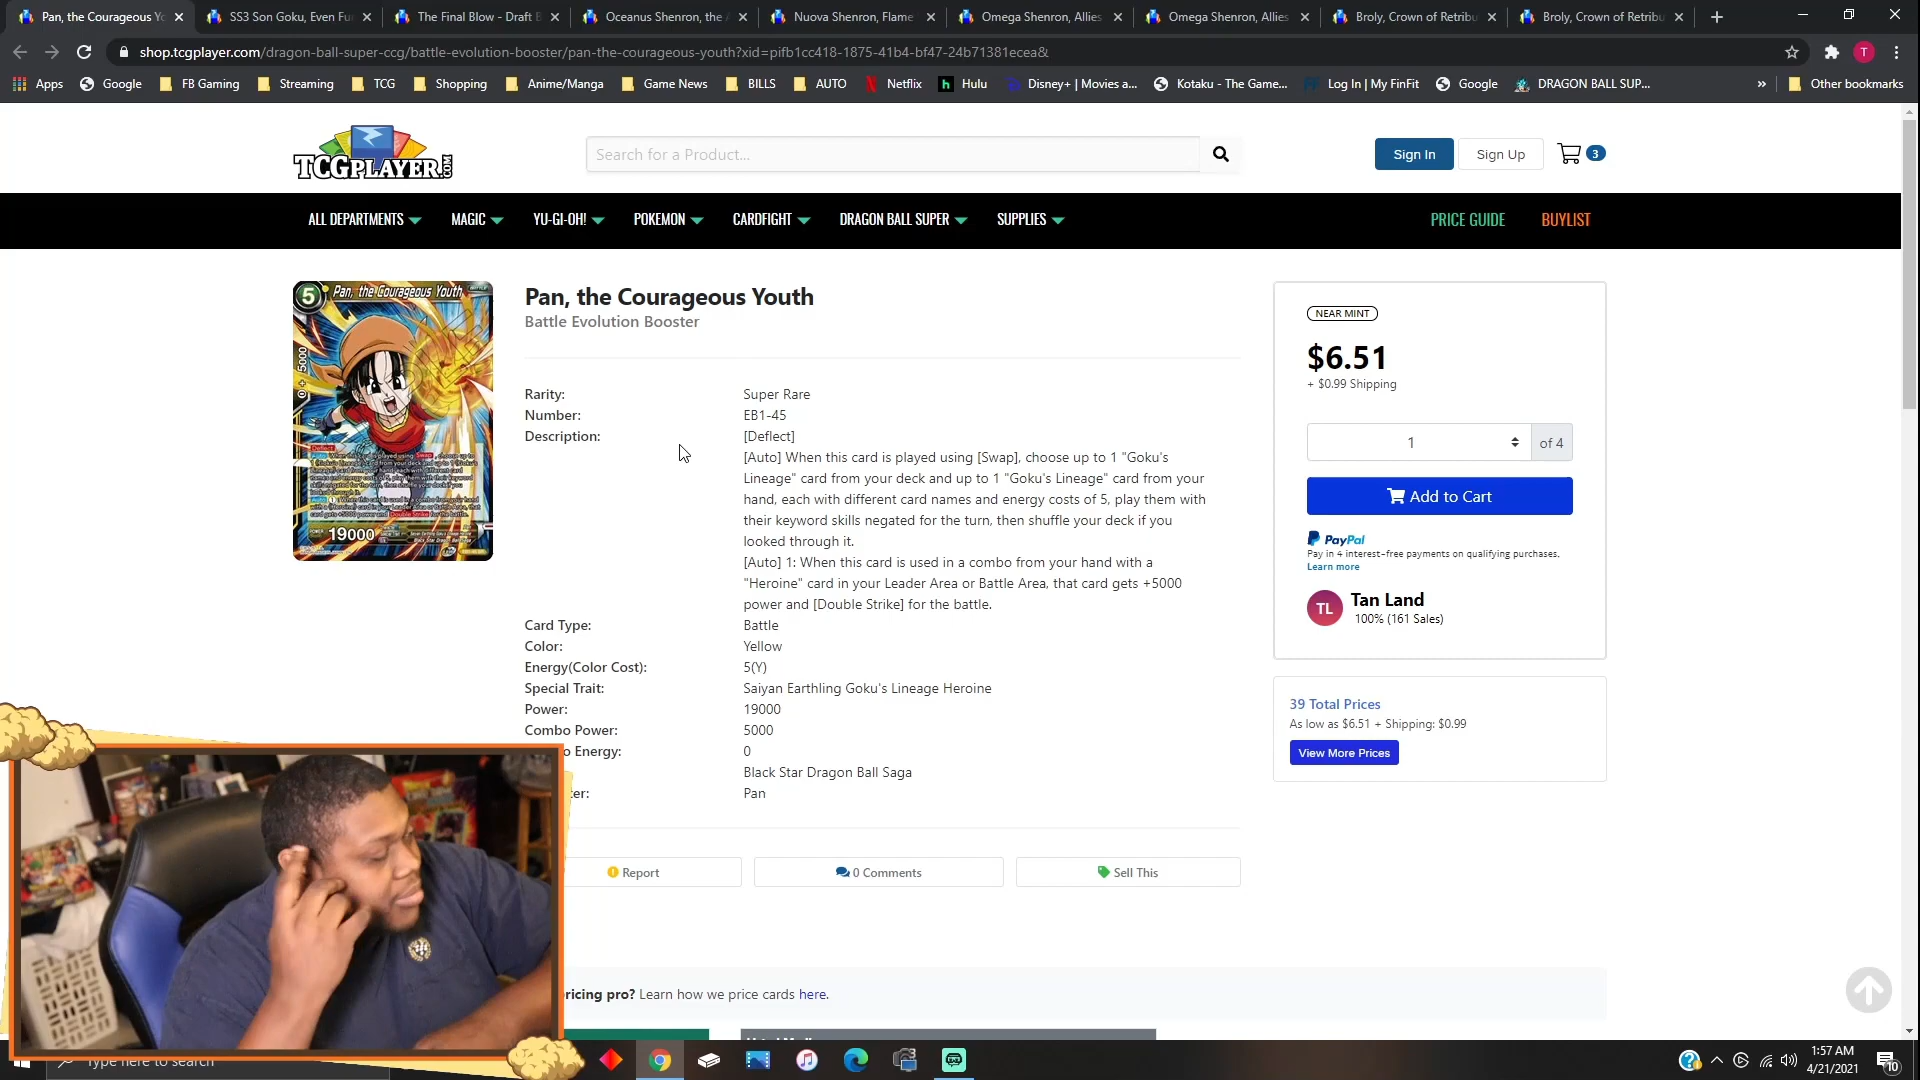 Pan, the Courageous Yo
SS3 Son Goku, Even Fu
The Final Blow - Draft B
Oceanus Shenron, the A
Nuova Shenron, Flame
Omega Shenron, Allies
Omega Shenron, Allies
Broly, Crown of Retribu
Broly, Crown of Retribu
shop.tcgplayer.com/dragon-ball-super-ccg/battle-evolution-booster/pan-the-courageous-youth?xid=pifb1cc418-1875-41b4-bf47-24b71381ecea&
T
Apps Google FB Gaming Streaming TCG Shopping Anime/Manga Game News BILLS AUTO Netflix Hulu Disney+ | Movies a... Kotaku - The Game... Log In | My FinFit Google DRAGON BALL SUP... » Other bookmarks
TCGPLAYER.COM
Search for a Product...
Sign In Sign Up 3
ALL DEPARTMENTS MAGIC YU-GI-OH! POKEMON CARDFIGHT DRAGON BALL SUPER SUPPLIES PRICE GUIDE BUYLIST
5 Pan, the Courageous Youth
19000
Pan, the Courageous Youth
Battle Evolution Booster
Rarity: Super Rare
Number: EB1-45
Description: [Deflect]
[Auto] When this card is played using [Swap], choose up to 1 "Goku's
Lineage" card from your deck and up to 1 "Goku's Lineage" card from your
hand, each with different card names and energy costs of 5, play them with
their keyword skills negated for the turn, then shuffle your deck if you
looked through it.
[Auto] 1: When this card is used in a combo from your hand with a
"Heroine" card in your Leader Area or Battle Area, that card gets +5000
power and [Double Strike] for the battle.
Card Type: Battle
Color: Yellow
Energy(Color Cost): 5(Y)
Special Trait: Saiyan Earthling Goku's Lineage Heroine
Power: 19000
Combo Power: 5000
o Energy: 0
Black Star Dragon Ball Saga
ter: Pan
Report 0 Comments Sell This
NEAR MINT
$6.51
+ $0.99 Shipping
1 of 4
Add to Cart
PayPal
Pay in 4 interest-free payments on qualifying purchases.
Learn more
TL Tan Land
100% (161 Sales)
39 Total Prices
As low as $6.51 + Shipping: $0.99
View More Prices
pricing pro? Learn how we price cards here.
Type here to search
1:57 AM
4/21/2021
10